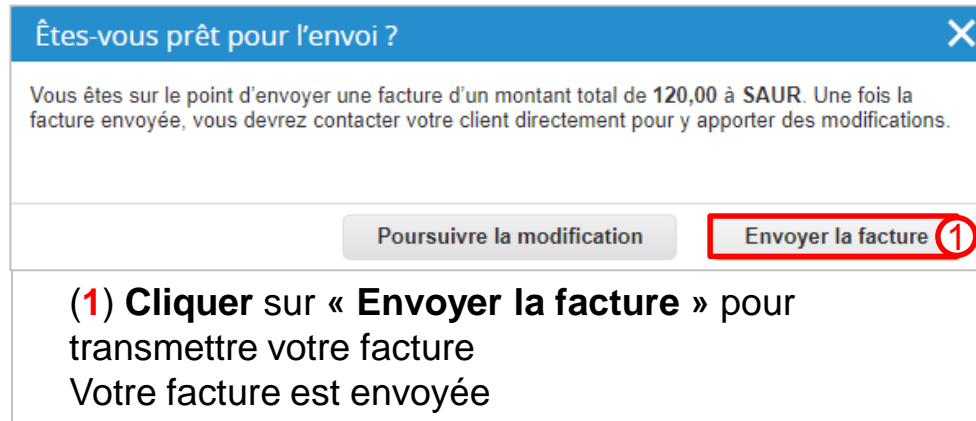 Êtes-vous prêt pour l'envoi ?
Vous êtes sur le point d'envoyer une facture d'un montant total de 120,00 à SAUR. Une fois la
facture envoyée, vous devrez contacter votre client directement pour y apporter des modifications.
Poursuivre la modification
Envoyer la facture 1
(1) Cliquer sur « Envoyer la facture » pour
transmettre votre facture
Votre facture est envoyée